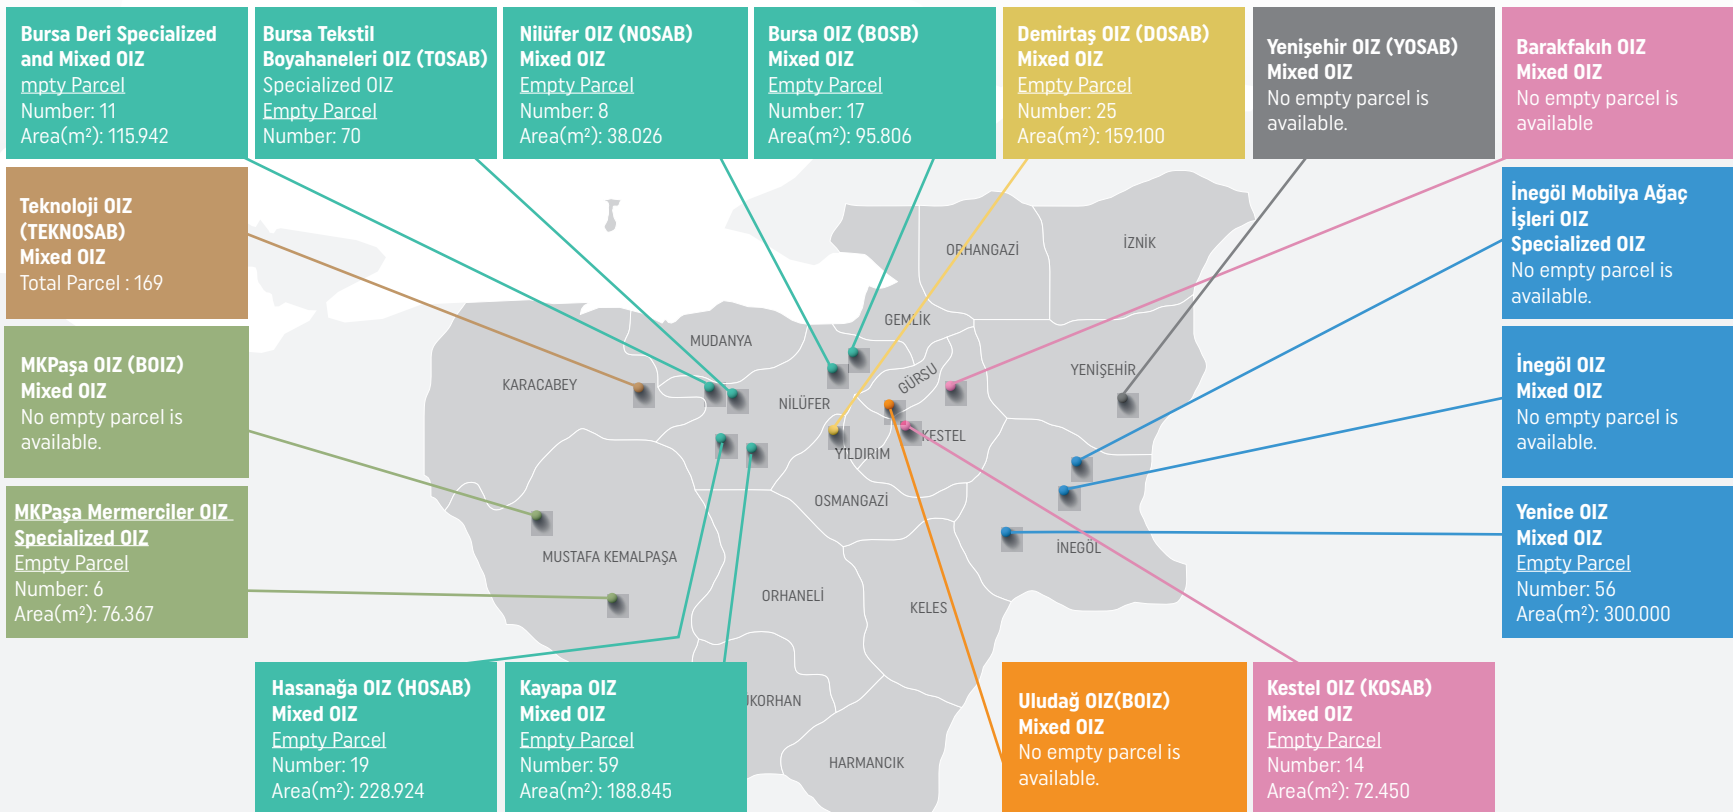 Bursa Deri Specialized
and Mixed OIZ
mpty Parcel
Number: 11
Area(m²): 115.942
Bursa Tekstil
Boyahaneleri OIZ (TOSAB)
Specialized OIZ
Empty Parcel
Number: 70
Nilüfer OIZ (NOSAB)
Mixed OIZ
Empty Parcel
Number: 8
Area(m²): 38.026
Bursa OIZ (BOSB)
Mixed OIZ
Empty Parcel
Number: 17
Area(m²): 95.806
Demirtaş OIZ (DOSAB)
Mixed OIZ
Empty Parcel
Number: 25
Area(m²): 159.100
Yenişehir OIZ (YOSAB)
Mixed OIZ
No empty parcel is
available.
Barakfakıh OIZ
Mixed OIZ
No empty parcel is
available
Teknoloji OIZ
(TEKNOSAB)
Mixed OIZ
Total Parcel : 169
İnegöl Mobilya Ağaç
İşleri OIZ
Specialized OIZ
No empty parcel is
available.
MKPaşa OIZ (BOIZ)
Mixed OIZ
No empty parcel is
available.
İnegöl OIZ
Mixed OIZ
No empty parcel is
available.
MKPaşa Mermerciler OIZ
Specialized OIZ
Empty Parcel
Number: 6
Area(m²): 76.367
Yenice OIZ
Mixed OIZ
Empty Parcel
Number: 56
Area(m²): 300.000
ORHANGAZİ
İZNİK
GEMLİK
MUDANYA
KARACABEY
GÜRSU
YENİŞEHİR
NİLÜFER
KESTEL
YILDIRIM
OSMANGAZİ
MUSTAFA KEMALPAŞA
İNEGÖL
ORHANELİ
KELES
KORHAN
HARMANCIK
Hasanağa OIZ (HOSAB)
Mixed OIZ
Empty Parcel
Number: 19
Area(m²): 228.924
Kayapa OIZ
Mixed OIZ
Empty Parcel
Number: 59
Area(m²): 188.845
Uludağ OIZ(BOIZ)
Mixed OIZ
No empty parcel is
available.
Kestel OIZ (KOSAB)
Mixed OIZ
Empty Parcel
Number: 14
Area(m²): 72.450